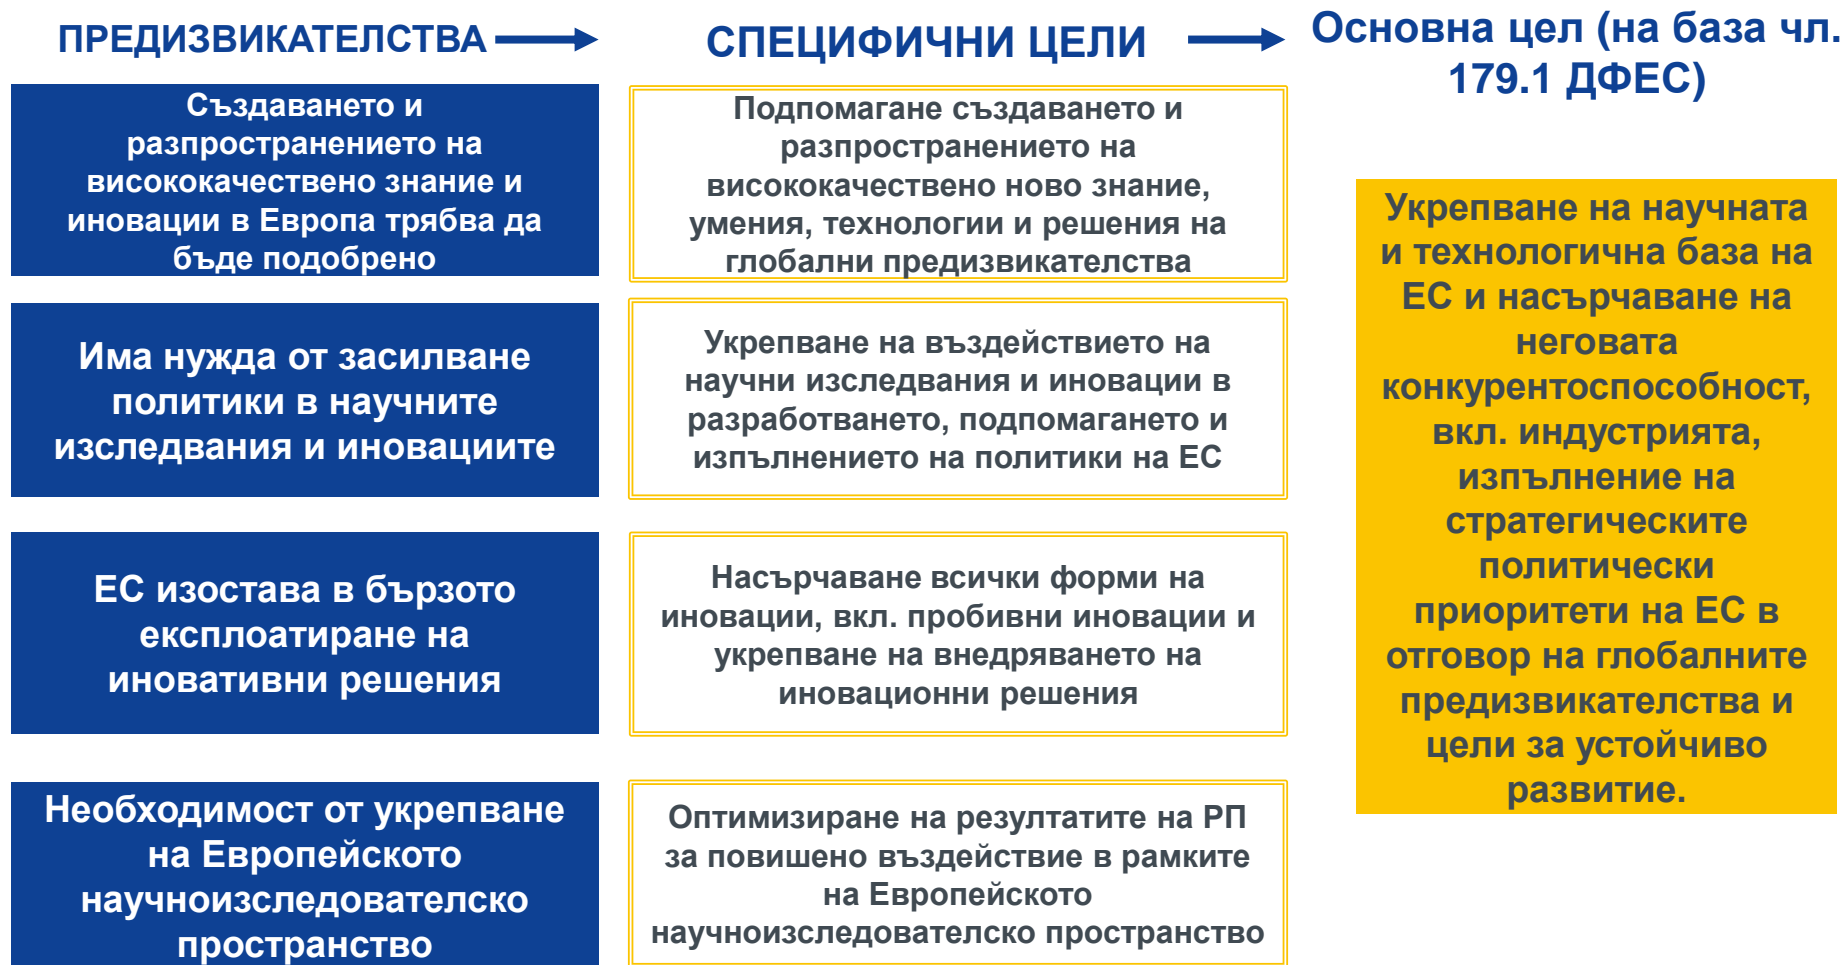 ПРЕДИЗВИКАТЕЛСТВА
СПЕЦИФИЧНИ ЦЕЛИ
Основна цел (на база чл.
179.1 ДФЕС)
Създаването и
разпространението на
висококачествено знание и
иновации в Европа трябва да
бъде подобрено
Подпомагане създаването и
разпространението на
висококачествено ново знание,
умения, технологии и решения на
глобални предизвикателства
Има нужда от засилване
политики в научните
изследвания и иновациите
Укрепване на въздействието на
научни изследвания и иновации в
разработването, подпомагането и
изпълнението на политики на ЕС
ЕС изостава в бързото
експлоатиране на
иновативни решения
Насърчаване всички форми на
иновации, вкл. пробивни иновации и
укрепване на внедряването на
иновационни решения
Необходимост от укрепване
на Европейското
научноизследователско
пространство
Оптимизиране на резултатите на РП
за повишено въздействие в рамките
на Европейското
научноизследователско пространство
Укрепване на научната
и технологична база на
ЕС и насърчаване на
неговата
конкурентоспособност,
вкл. индустрията,
изпълнение на
стратегическите
политически
приоритети на ЕС в
отговор на глобалните
предизвикателства и
цели за устойчиво
развитие.